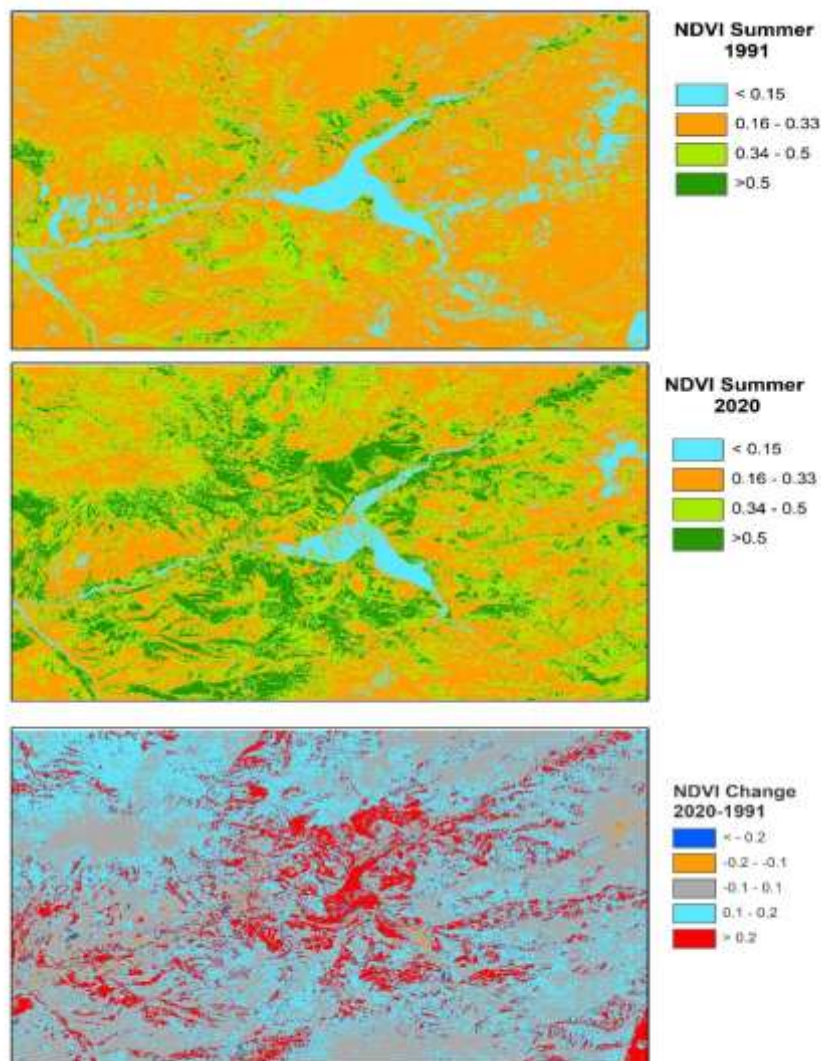 NDVI Summer
1991
< 0.15
0.16 - 0.33
0.34 - 0.5
>0.5
NDVI Summer
2020
< 0.15
0.16 - 0.33
0.34 - 0.5
>0.5
NDVI Change
2020-1991
< - 0.2
-0.2 - -0.1
-0.1 - 0.1
0.1 - 0.2
> 0.2